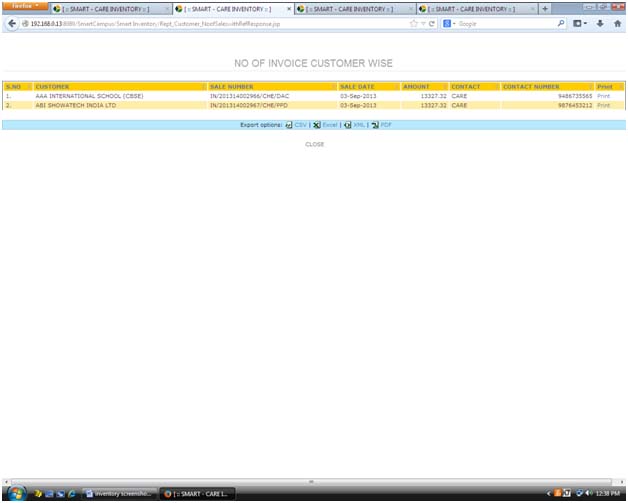 Firefox
[ :: SMART - CARE INVENTORY :: ] × [ :: SMART - CARE INVENTORY :: ] × [ :: SMART - CARE INVENTORY :: ] × [ :: SMART - CARE INVENTORY :: ] × +
192.168.0.13:8080/SmartCampus/Smart Inventory/Rept_Customer_NoofSaleswithRefResponse.jsp Google
NO OF INVOICE CUSTOMER WISE
S.NO CUSTOMER SALE NUMBER SALE DATE AMOUNT CONTACT CONTACT NUMBER Print
1. AAA INTERNATIONAL SCHOOL (CBSE) IN/201314002966/CHE/DAC 03-Sep-2013 13327.32 CARE 9486735565 Print
2. ABI SHOWATECH INDIA LTD IN/201314002967/CHE/PPD 03-Sep-2013 13327.32 CARE 9876453212 Print
Export options: CSV | Excel | XML | PDF
CLOSE
inventory screensho... [ :: SMART - CARE I... 12:38 PM